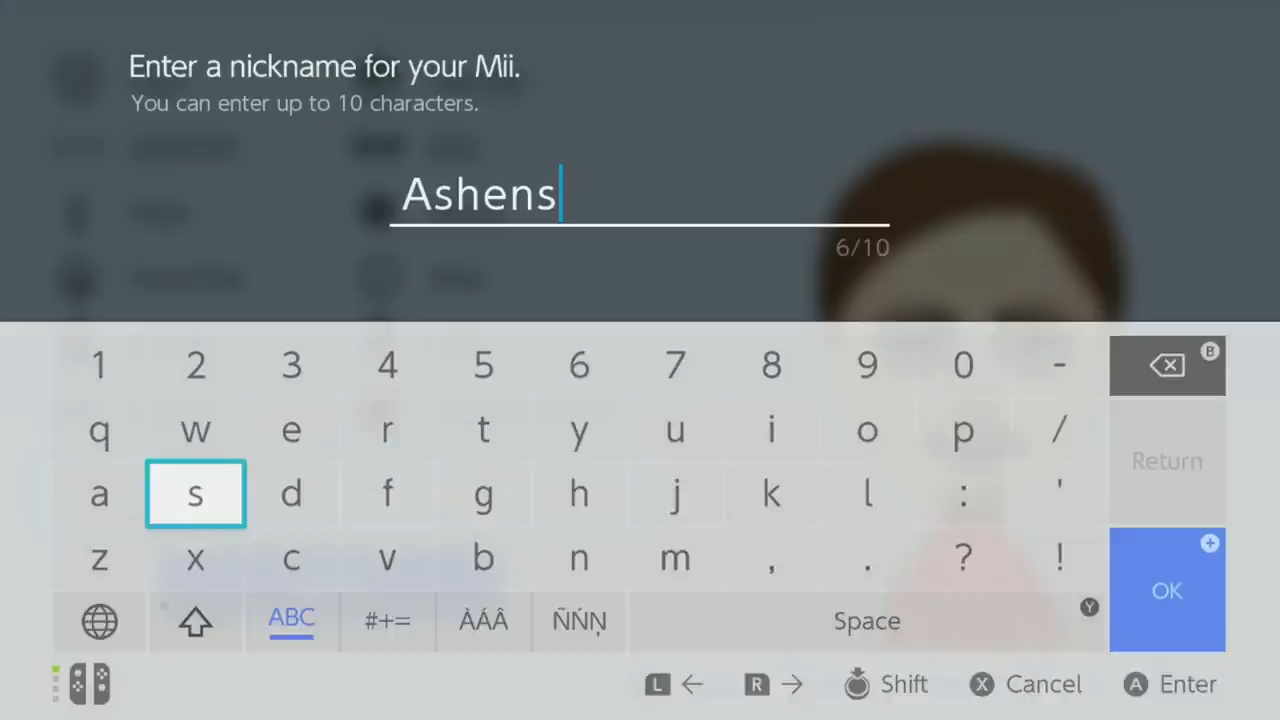 Enter a nickname for your Mii.
You can enter up to 10 characters.
Ashens
6/10
1 2 3 4 5 6 7 8 9 0 - B
q w e r t y u i o p /
Return
a s d f g h j k l : '
z x c v b n m , . ? ! +
OK
ABC #+= ÀÁÂ ÑŃŅ Space Y
L ← R → Shift X Cancel A Enter